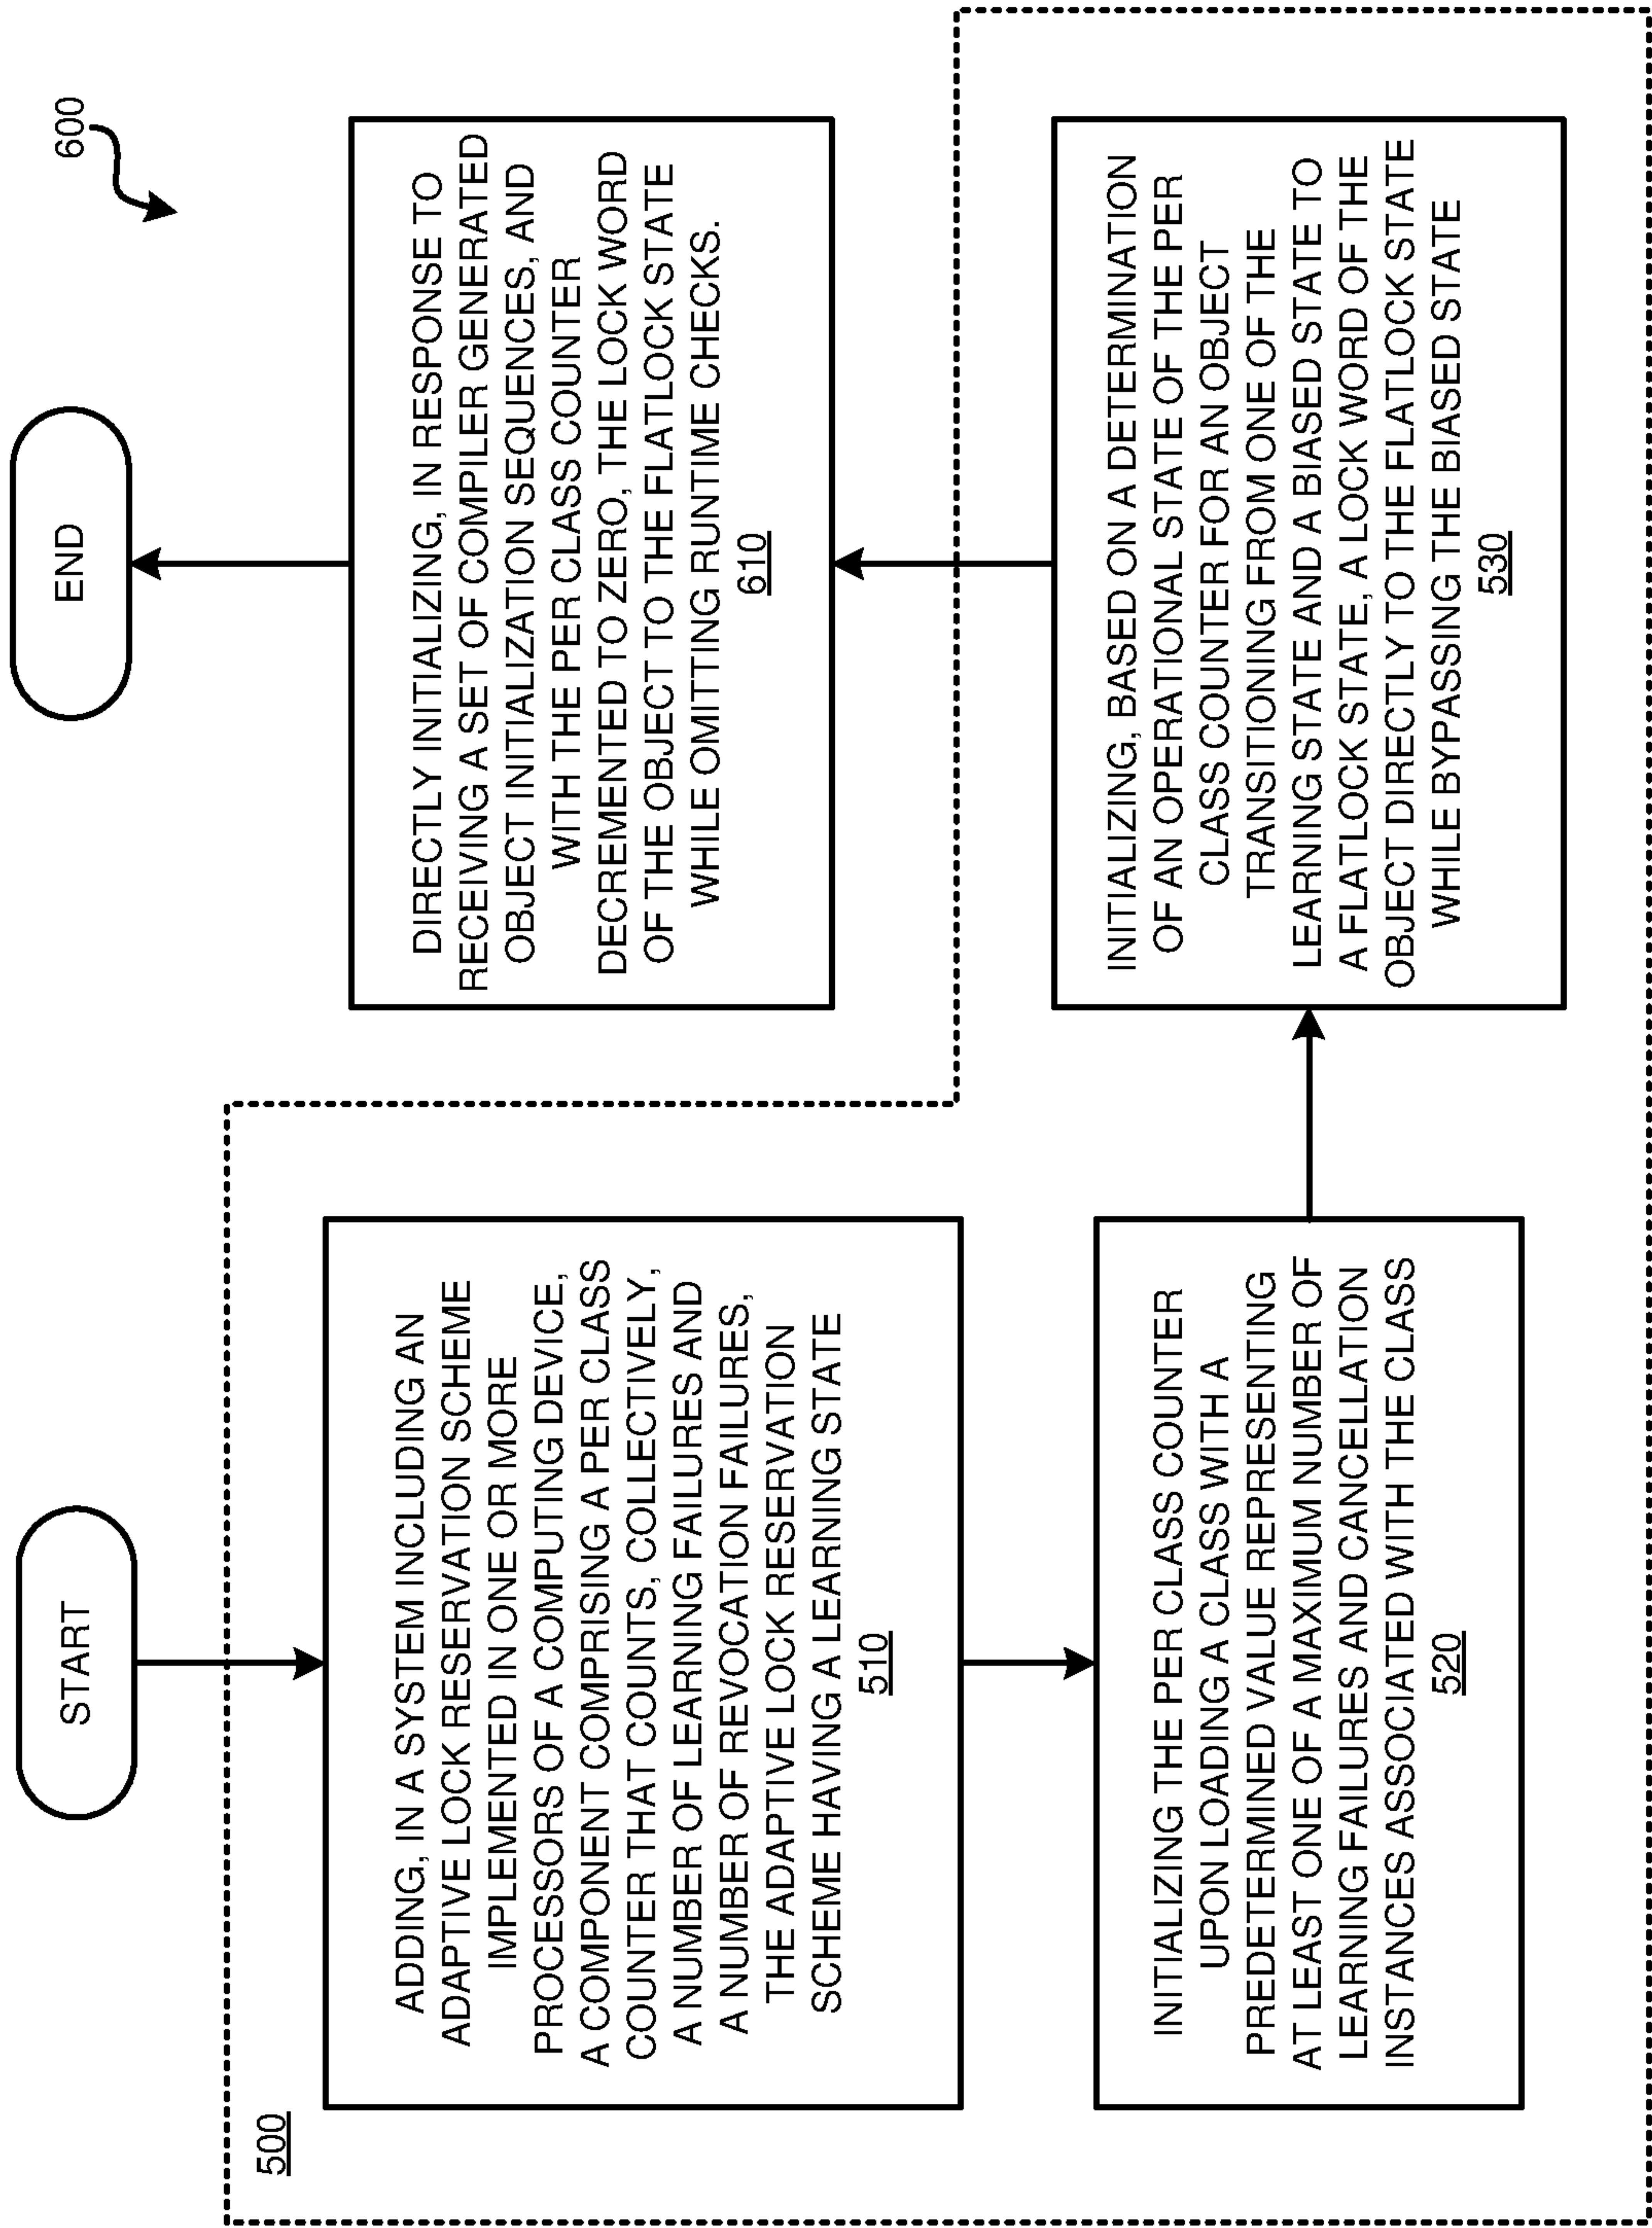 600
START
500
ADDING, IN A SYSTEM INCLUDING AN
ADAPTIVE LOCK RESERVATION SCHEME
IMPLEMENTED IN ONE OR MORE
PROCESSORS OF A COMPUTING DEVICE,
A COMPONENT COMPRISING A PER CLASS
COUNTER THAT COUNTS, COLLECTIVELY,
A NUMBER OF LEARNING FAILURES AND
A NUMBER OF REVOCATION FAILURES,
THE ADAPTIVE LOCK RESERVATION
SCHEME HAVING A LEARNING STATE
510
INITIALIZING THE PER CLASS COUNTER
UPON LOADING A CLASS WITH A
PREDETERMINED VALUE REPRESENTING
AT LEAST ONE OF A MAXIMUM NUMBER OF
LEARNING FAILURES AND CANCELLATION
INSTANCES ASSOCIATED WITH THE CLASS
520
INITIALIZING, BASED ON A DETERMINATION
OF AN OPERATIONAL STATE OF THE PER
CLASS COUNTER FOR AN OBJECT
TRANSITIONING FROM ONE OF THE
LEARNING STATE AND A BIASED STATE TO
A FLATLOCK STATE, A LOCK WORD OF THE
OBJECT DIRECTLY TO THE FLATLOCK STATE
WHILE BYPASSING THE BIASED STATE
530
DIRECTLY INITIALIZING, IN RESPONSE TO
RECEIVING A SET OF COMPILER GENERATED
OBJECT INITIALIZATION SEQUENCES, AND
WITH THE PER CLASS COUNTER
DECREMENTED TO ZERO, THE LOCK WORD
OF THE OBJECT TO THE FLATLOCK STATE
WHILE OMITTING RUNTIME CHECKS.
610
END